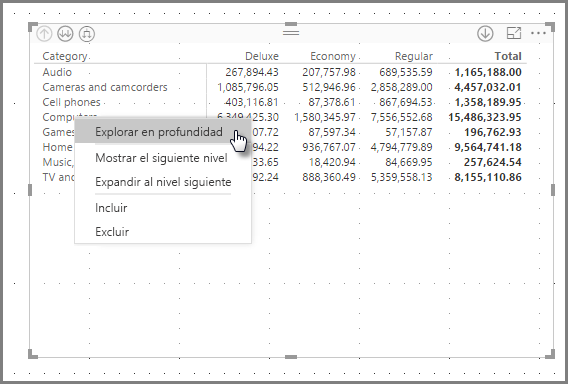 Category Deluxe Economy Regular Total
Audio 267,894.43 207,757.98 689,535.59 1,165,188.00
Cameras and camcorders 1,085,796.05 512,946.96 2,858,289.00 4,457,032.01
Cell phones 403,116.81 87,378.61 867,694.53 1,358,189.95
Computers 6,349,425.30 1,580,345.97 7,556,552.68 15,486,323.95
Explorar en profundidad
Games 07.72 87,597.34 57,157.87 196,762.93
Home 94.22 936,767.07 4,794,779.89 9,564,741.18
Mostrar el siguiente nivel
Music, 33.65 18,420.94 84,669.95 257,624.54
TV and 92.24 888,360.49 5,359,558.13 8,155,110.86
Expandir al nivel siguiente
Incluir
Excluir